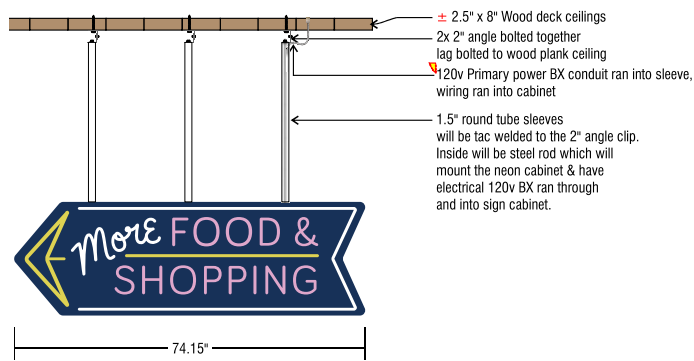 ± 2.5" x 8" Wood deck ceilings
2x 2" angle bolted together
lag bolted to wood plank ceiling
120v Primary power BX conduit ran into sleeve,
wiring ran into cabinet
1.5" round tube sleeves
will be tac welded to the 2" angle clip.
Inside will be steel rod which will
mount the neon cabinet & have
electrical 120v BX ran through
and into sign cabinet.
More FOOD &
SHOPPING
74.15"